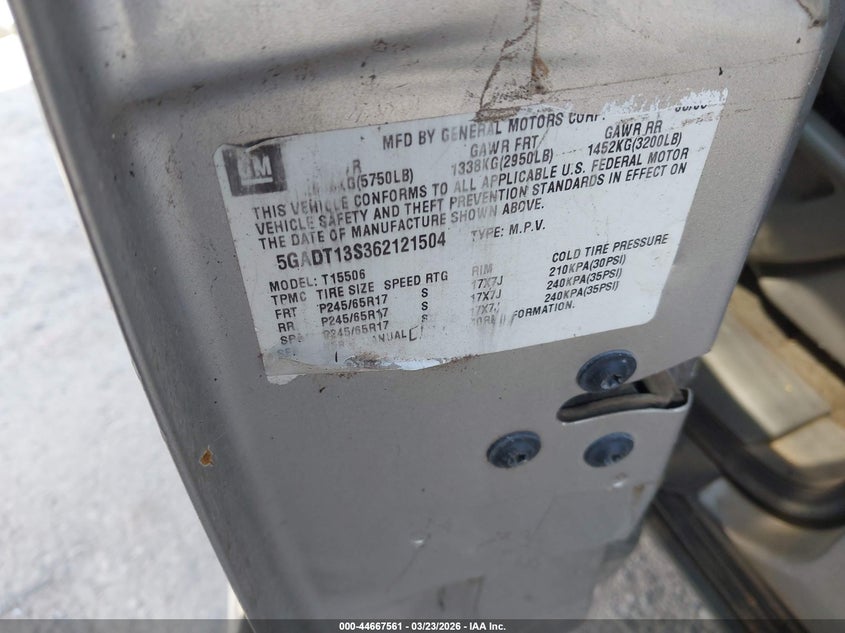 GM
MFD BY GENERAL MOTORS CORP
GAWR FRT GAWR RR
KG(5750LB) 1338KG(2950LB) 1452KG(3200LB)
THIS VEHICLE CONFORMS TO ALL APPLICABLE U.S. FEDERAL MOTOR
VEHICLE SAFETY AND THEFT PREVENTION STANDARDS IN EFFECT ON
THE DATE OF MANUFACTURE SHOWN ABOVE.
5GADT13S362121504 TYPE: M.P.V.
MODEL: T15506
TPMC TIRE SIZE SPEED RTG RIM COLD TIRE PRESSURE
FRT P245/65R17 S 17X7J 210KPA(30PSI)
RR P245/65R17 S 17X7J 240KPA(35PSI)
SP P245/65R17 S 17X7J 240KPA(35PSI)
ANUAL FORMATION.
000-44667561 | 03/23/2026 | IAA Inc.